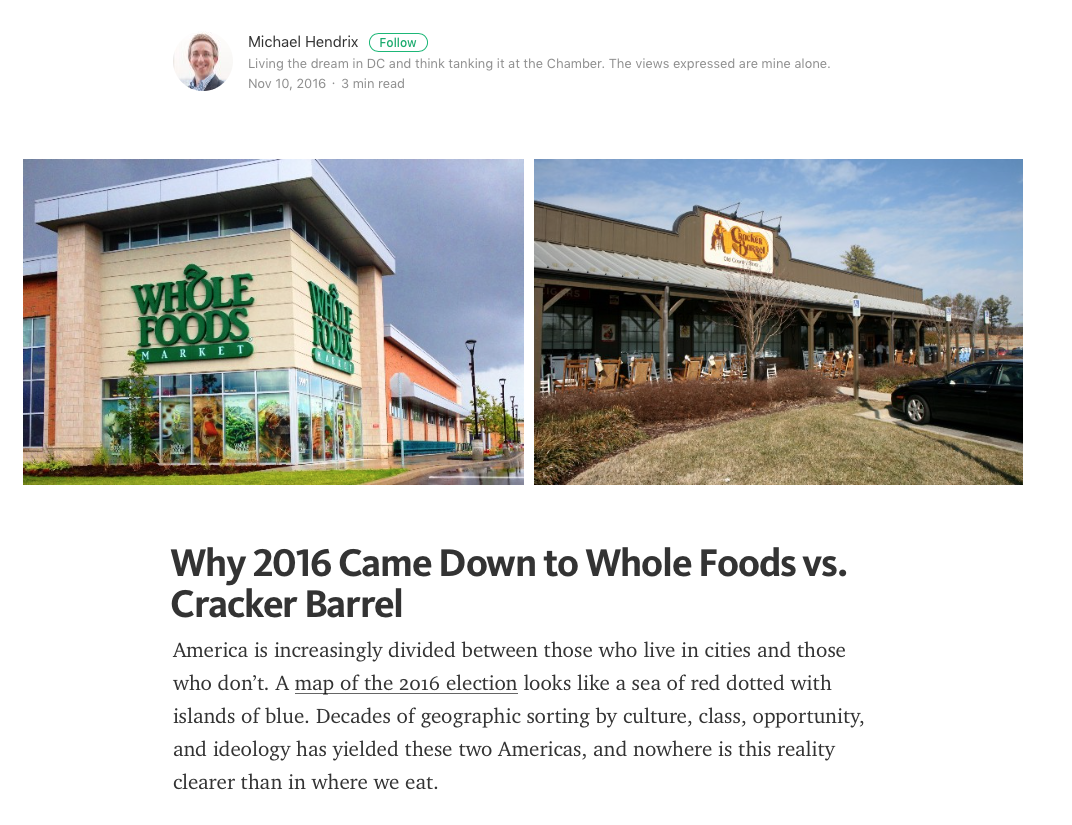 Michael Hendrix Follow
Living the dream in DC and think tanking it at the Chamber. The views expressed are mine alone.
Nov 10, 2016 · 3 min read
WHOLE
FOODS
MARKET
WHOLE
FOODS
MARKET
Cracker
Barrel
Old Country Store
Why 2016 Came Down to Whole Foods vs.
Cracker Barrel
America is increasingly divided between those who live in cities and those
who don’t. A map of the 2016 election looks like a sea of red dotted with
islands of blue. Decades of geographic sorting by culture, class, opportunity,
and ideology has yielded these two Americas, and nowhere is this reality
clearer than in where we eat.